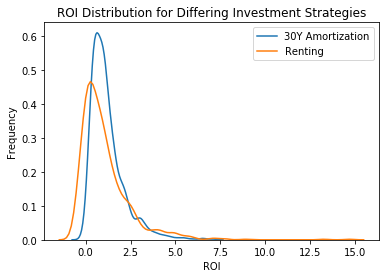 ROI Distribution for Differing Investment Strategies
30Y Amortization
Renting
Frequency
0.6
0.5
0.4
0.3
0.2
0.1
0.0
0.0 2.5 5.0 7.5 10.0 12.5 15.0
ROI